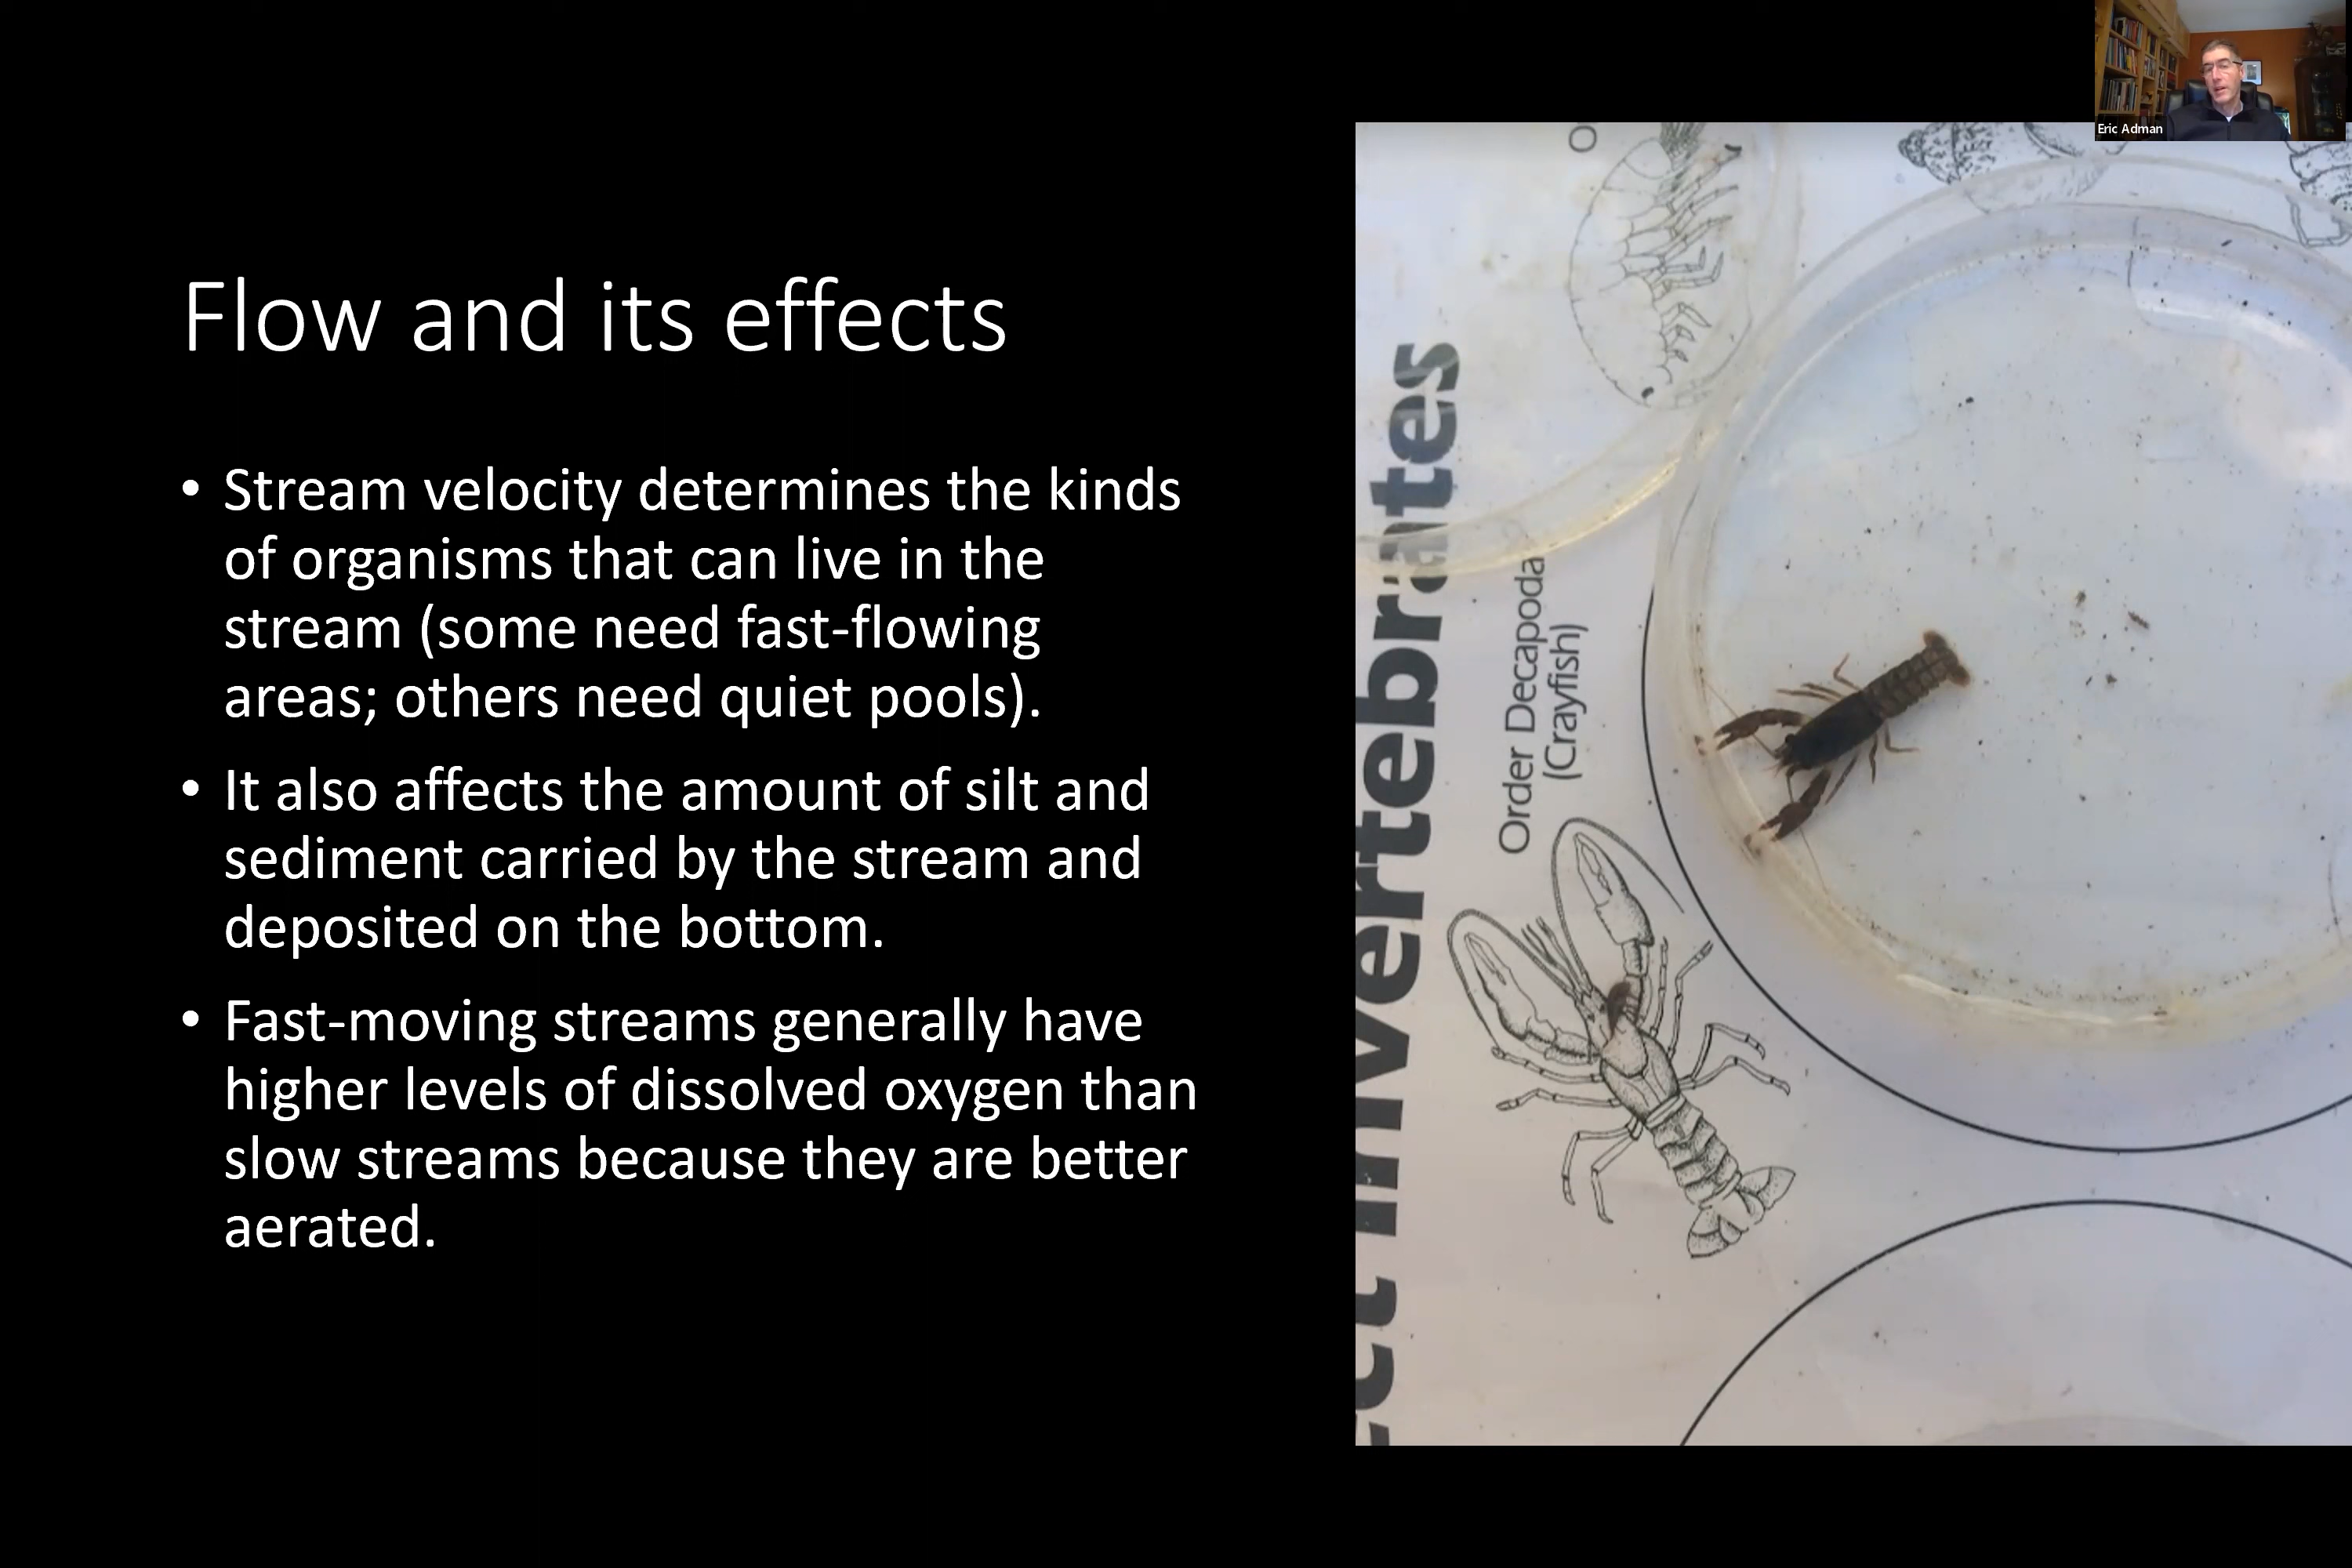 Eric Adman
Flow and its effects
• Stream velocity determines the kinds
of organisms that can live in the
stream (some need fast-flowing
areas; others need quiet pools).
• It also affects the amount of silt and
sediment carried by the stream and
deposited on the bottom.
• Fast-moving streams generally have
higher levels of dissolved oxygen than
slow streams because they are better
aerated.
Invertebrates
Order Decapoda
(Crayfish)